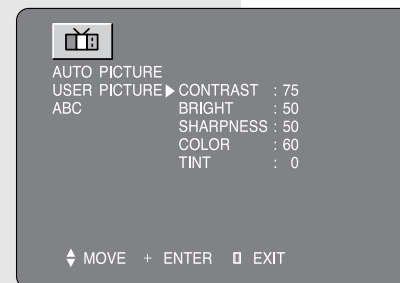 AUTO PICTURE
USER PICTURE ▶ CONTRAST : 75
ABC BRIGHT : 50
SHARPNESS : 50
COLOR : 60
TINT : 0
MOVE + ENTER EXIT